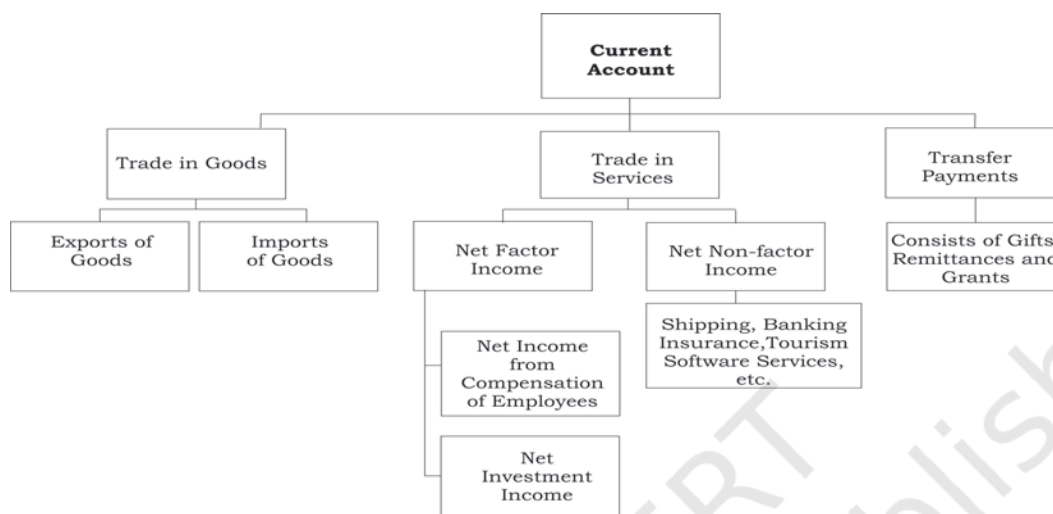 Current
Account
Trade in Goods
Trade in
Services
Transfer
Payments
Exports of
Goods
Imports
of Goods
Net Factor
Income
Net Non-factor
Income
Consists of Gifts
Remittances and
Grants
Shipping, Banking
Insurance,Tourism
Software Services,
etc.
Net Income
from
Compensation
of Employees
Net
Investment
Income